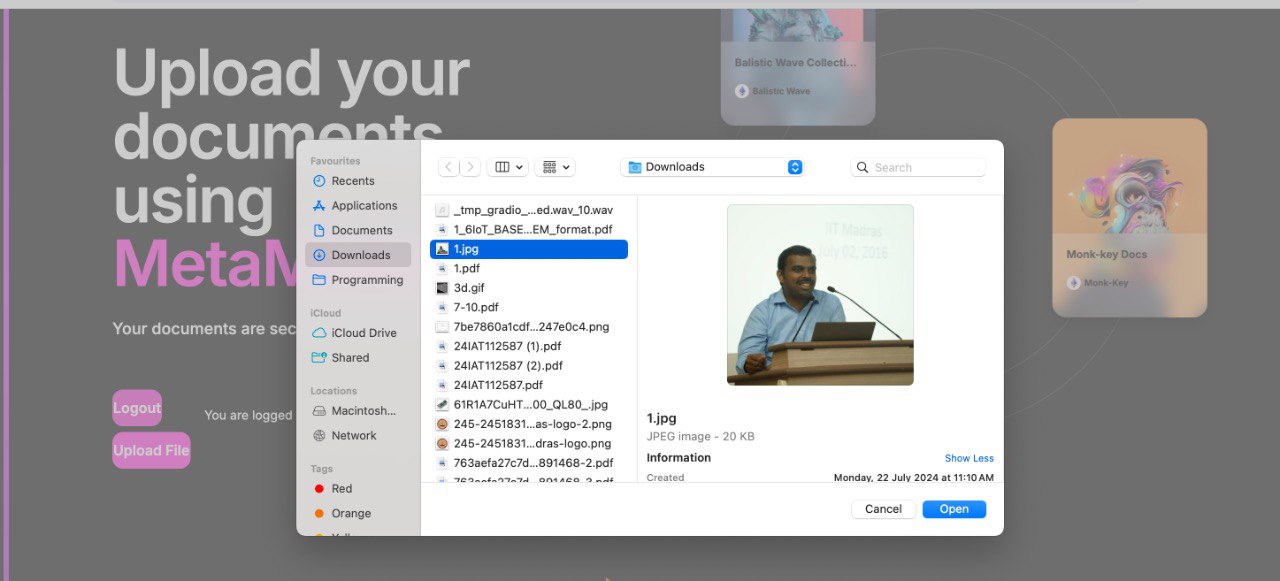 Upload your
documents
using
MetaM
Your documents are sec
Logout
You are logged
Upload File
Balistic Wave Collecti...
Balistic Wave
Monk-key Docs
Monk-Key
Favourites
Recents
Applications
Documents
Downloads
Programming
iCloud
iCloud Drive
Shared
Locations
Macintosh...
Network
Tags
Red
Orange
Downloads
Search
_tmp_gradio_...ed.wav_10.wav
1_6IoT_BASE...EM_format.pdf
1.jpg
1.pdf
3d.gif
7-10.pdf
7be7860a1cdf...247e0c4.png
24IAT112587 (1).pdf
24IAT112587 (2).pdf
24IAT112587.pdf
61R1A7CuHT...00_QL80_.jpg
245-2451831...as-logo-2.png
245-2451831...dras-logo.png
763aefa27c7d...891468-2.pdf
763aefa27c7d...891468-3.pdf
IIT Madras
July 02, 2016
1.jpg
JPEG image - 20 KB
Information
Show Less
Created
Monday, 22 July 2024 at 11:10 AM
Cancel
Open